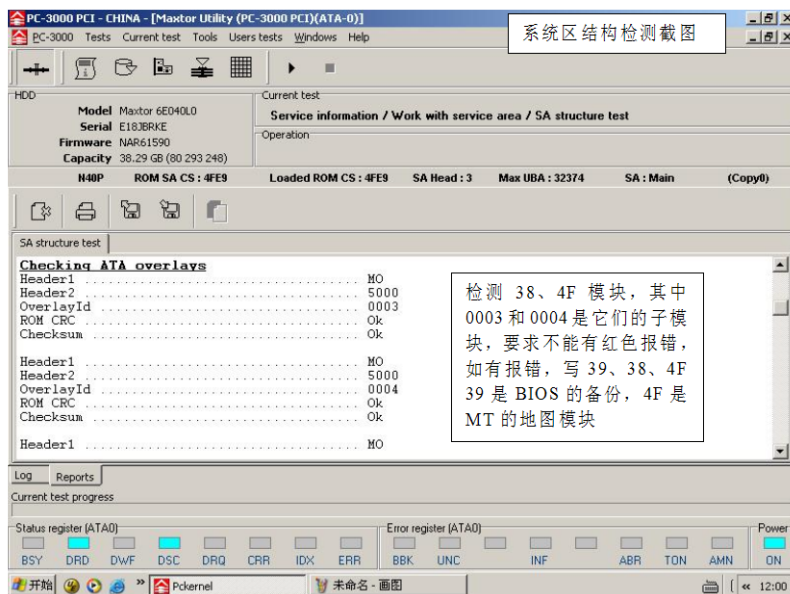 PC-3000 PCI - CHINA - [Maxtor Utility (PC-3000 PCI)(ATA-0)]
系统区结构检测截图
PC-3000 Tests Current test Tools Users tests Windows Help
HDD
Model Maxtor 6E040L0
Serial E18JBRKE
Firmware NAR61590
Capacity 38.29 GB (80 293 248)
Current test
Service information / Work with service area / SA structure test
Operation
N40P ROM SA CS : 4FE9 Loaded ROM CS : 4FE9 SA Head : 3 Max UBA : 32374 SA : Main (Copy0)
SA structure test
Checking ATA overlays
Header1 ........................................ MO
Header2 ........................................ 5000
OverlayId ...................................... 0003
ROM CRC ........................................ Ok
Checksum ....................................... Ok
Header1 ........................................ MO
Header2 ........................................ 5000
OverlayId ...................................... 0004
ROM CRC ........................................ Ok
Checksum ....................................... Ok
Header1 ........................................ MO
检测 38、4F 模块，其中
0003 和 0004 是它们的子模
块，要求不能有红色报错，
如有报错，写 39、38、4F
39 是 BIOS 的备份，4F 是
MT 的地图模块
Log Reports
Current test progress
Status register (ATA0) Error register (ATA0) Power
BSY DRD DWF DSC DRQ CRR IDX ERR BBK UNC INF ABR TON AMN ON
开始 » Pckernel 未命名 - 画图 « 12:00